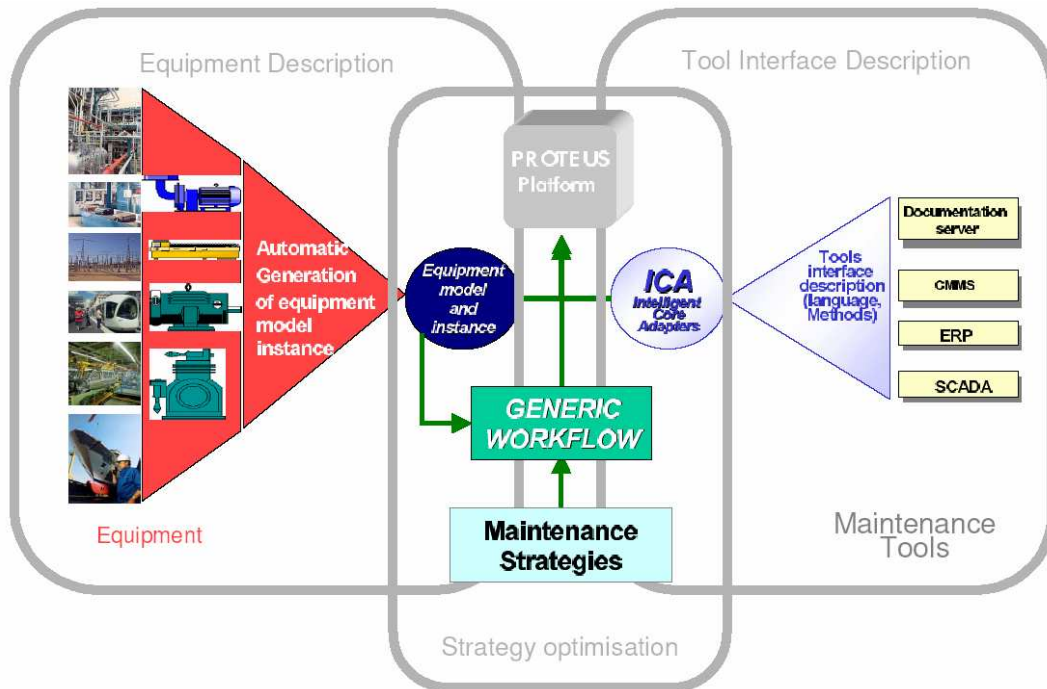 Equipment Description
Tool Interface Description
PROTEUS
Platform
Automatic
Generation
of equipment
model
instance
Equipment
model
and
instance
ICA
Intelligent
Core
Adapters
Tools
interface
description
(language,
Methods)
Documentation
server
CMMS
ERP
SCADA
GENERIC
WORKFLOW
Maintenance
Strategies
Equipment
Maintenance
Tools
Strategy optimisation